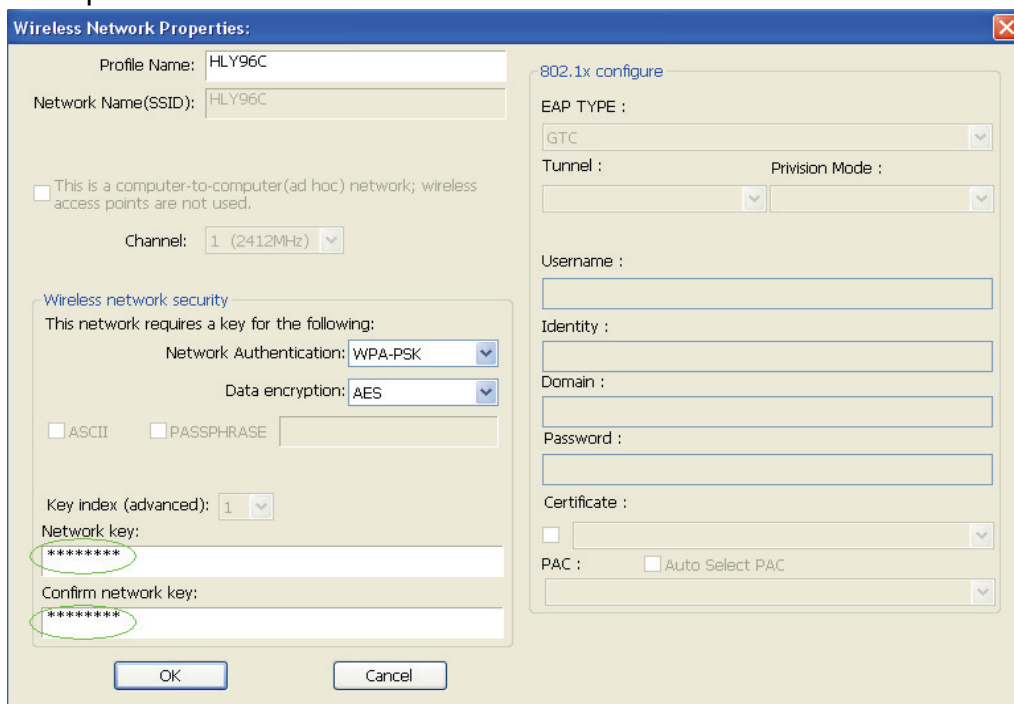 Wireless Network Properties:
Profile Name: HLY96C
Network Name(SSID): HLY96C
This is a computer-to-computer(ad hoc) network; wireless
access points are not used.
Channel: 1 (2412MHz)
Wireless network security
This network requires a key for the following:
Network Authentication: WPA-PSK
Data encryption: AES
ASCII PASSPHRASE
Key index (advanced): 1
Network key:
********
Confirm network key:
********
OK Cancel
802.1x configure
EAP TYPE :
GTC
Tunnel : Privision Mode :
Username :
Identity :
Domain :
Password :
Certificate :
PAC : Auto Select PAC